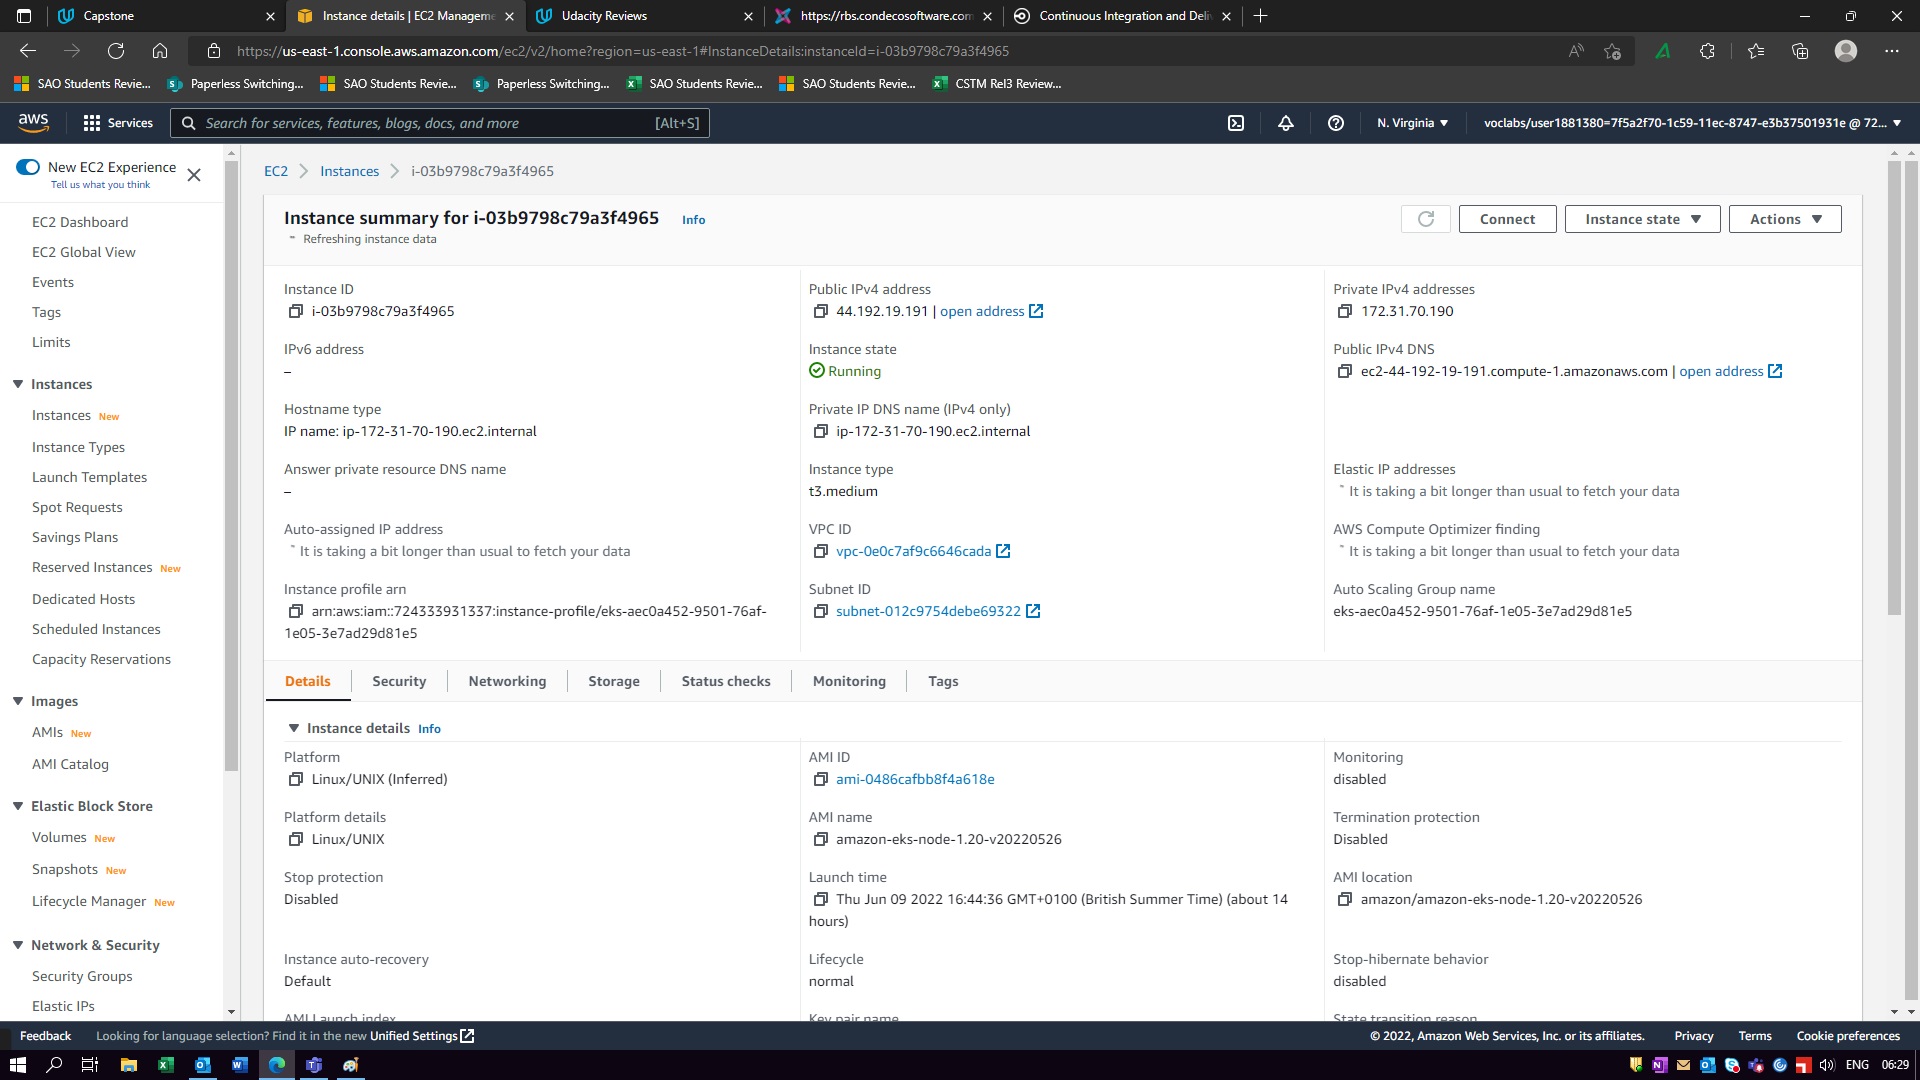 Capstone
Instance details | EC2 Manageme
Udacity Reviews
https://rbs.condecosoftware.com
Continuous Integration and Deli
https://us-east-1.console.aws.amazon.com/ec2/v2/home?region=us-east-1#InstanceDetails:instanceId=i-03b9798c79a3f4965
SAO Students Revie...
Paperless Switching...
SAO Students Revie...
Paperless Switching...
SAO Students Revie...
SAO Students Revie...
CSTM Rel3 Review...
aws
Services
Search for services, features, blogs, docs, and more
[Alt+S]
N. Virginia
voclabs/user1881380=7f5a2f70-1c59-11ec-8747-e3b37501931e @ 72...
New EC2 Experience
Tell us what you think
EC2 Dashboard
EC2 Global View
Events
Tags
Limits
Instances
Instances New
Instance Types
Launch Templates
Spot Requests
Savings Plans
Reserved Instances New
Dedicated Hosts
Scheduled Instances
Capacity Reservations
Images
AMIs New
AMI Catalog
Elastic Block Store
Volumes New
Snapshots New
Lifecycle Manager New
Network & Security
Security Groups
Elastic IPs
EC2 > Instances > i-03b9798c79a3f4965
Instance summary for i-03b9798c79a3f4965 Info
Refreshing instance data
Connect
Instance state
Actions
Instance ID
i-03b9798c79a3f4965
Public IPv4 address
44.192.19.191 | open address
Private IPv4 addresses
172.31.70.190
IPv6 address
–
Instance state
Running
Public IPv4 DNS
ec2-44-192-19-191.compute-1.amazonaws.com | open address
Hostname type
IP name: ip-172-31-70-190.ec2.internal
Private IP DNS name (IPv4 only)
ip-172-31-70-190.ec2.internal
Answer private resource DNS name
–
Instance type
t3.medium
Elastic IP addresses
It is taking a bit longer than usual to fetch your data
Auto-assigned IP address
It is taking a bit longer than usual to fetch your data
VPC ID
vpc-0e0c7af9c6646cada
AWS Compute Optimizer finding
It is taking a bit longer than usual to fetch your data
Instance profile arn
arn:aws:iam::724333931337:instance-profile/eks-aec0a452-9501-76af-
1e05-3e7ad29d81e5
Subnet ID
subnet-012c9754debe69322
Auto Scaling Group name
eks-aec0a452-9501-76af-1e05-3e7ad29d81e5
Details
Security
Networking
Storage
Status checks
Monitoring
Tags
Instance details Info
Platform
Linux/UNIX (Inferred)
AMI ID
ami-0486cafbb8f4a618e
Monitoring
disabled
Platform details
Linux/UNIX
AMI name
amazon-eks-node-1.20-v20220526
Termination protection
Disabled
Stop protection
Disabled
Launch time
Thu Jun 09 2022 16:44:36 GMT+0100 (British Summer Time) (about 14
hours)
AMI location
amazon/amazon-eks-node-1.20-v20220526
Instance auto-recovery
Default
Lifecycle
normal
Stop-hibernate behavior
disabled
AMI Launch index
Key pair name
State transition reason
Feedback
Looking for language selection? Find it in the new Unified Settings
© 2022, Amazon Web Services, Inc. or its affiliates.
Privacy
Terms
Cookie preferences
ENG
06:29